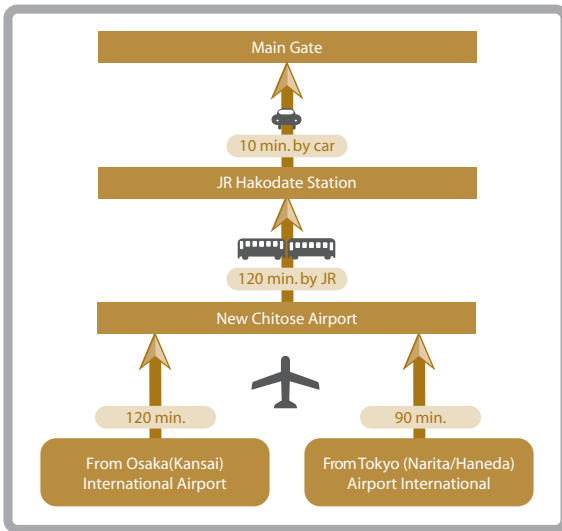 Main Gate
10 min. by car
JR Hakodate Station
120 min. by JR
New Chitose Airport
120 min.
90 min.
From Osaka(Kansai)
International Airport
From Tokyo (Narita/Haneda)
Airport International